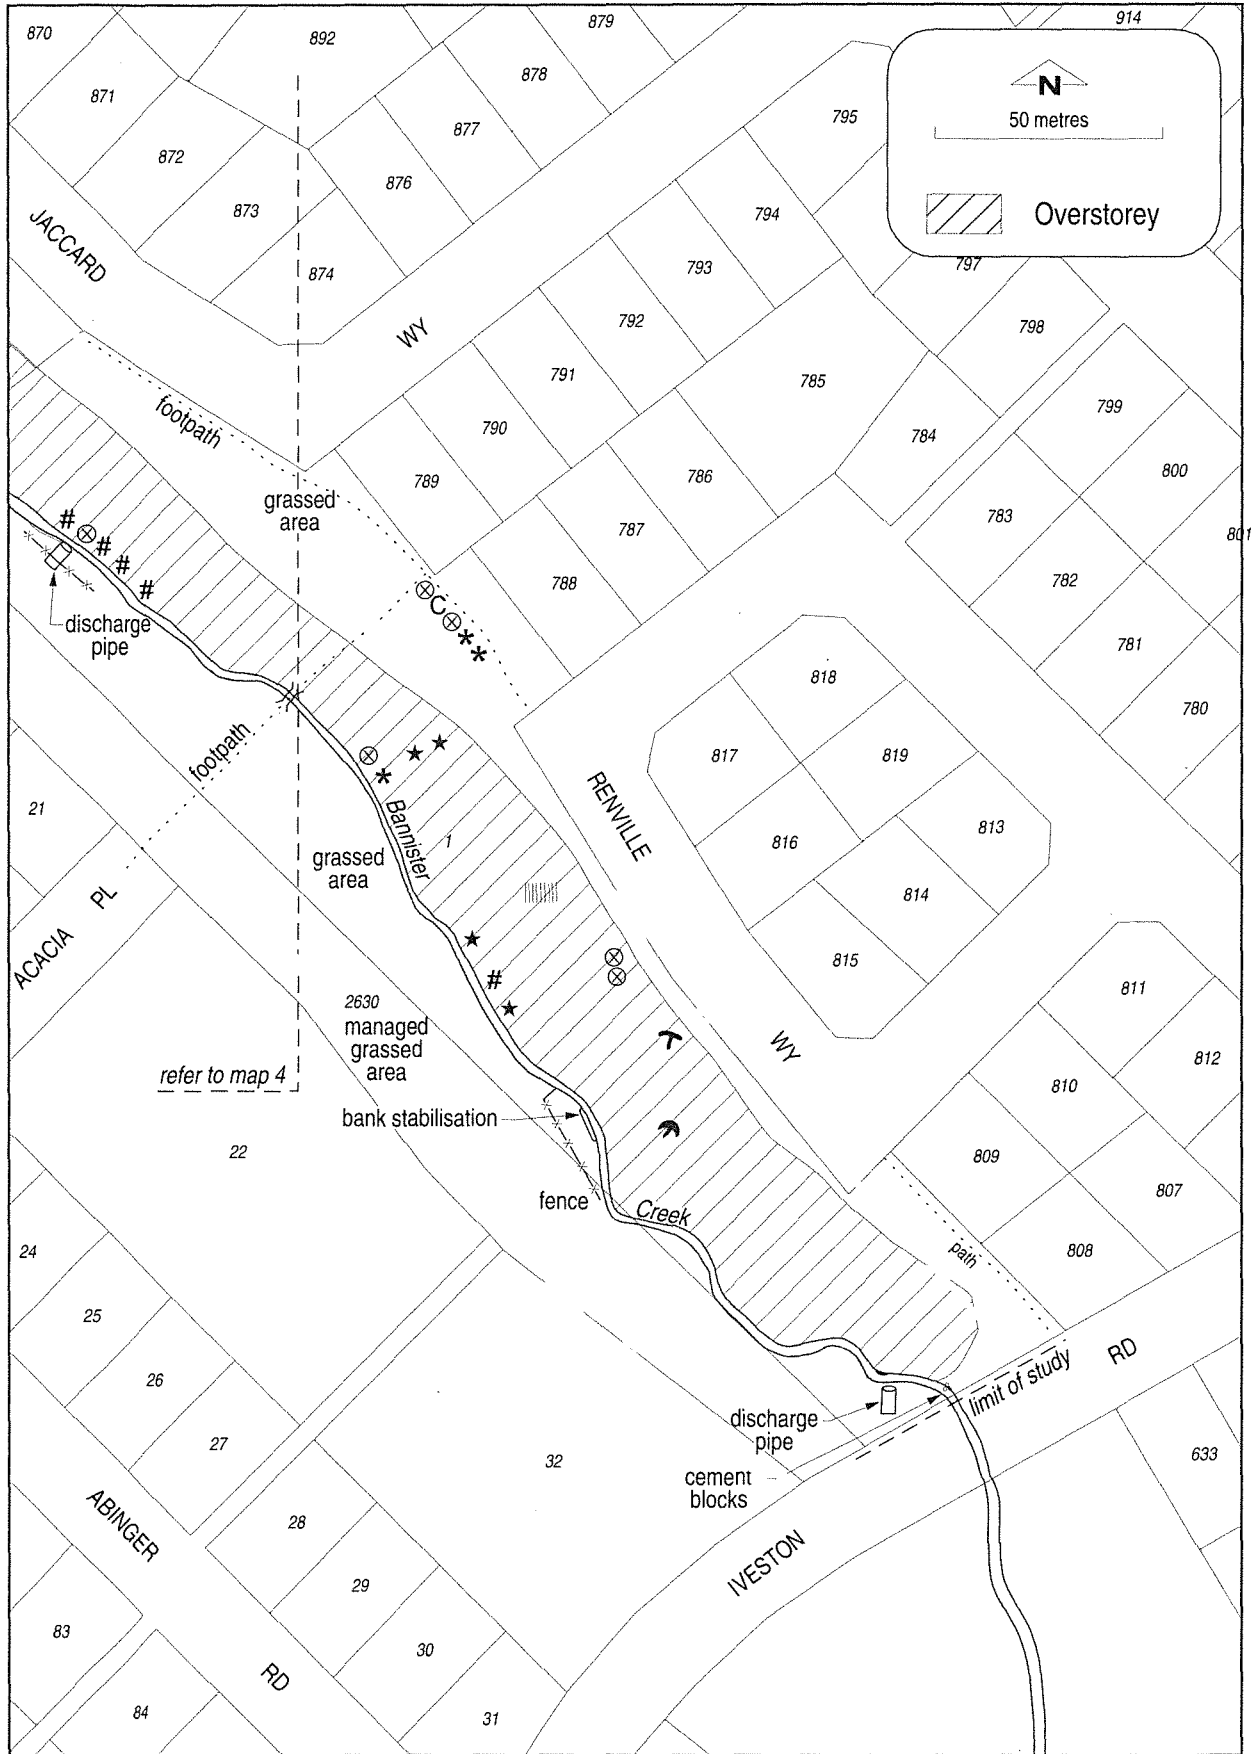 870
892
879
914
871
878
877
795
N
50 metres
872
876
873
794
Overstorey
JACCARD
874
793
797
WY
792
798
791
785
799
footpath
790
784
800
789
786
grassed
area
783
801
787
#
#
#
#
788
782
C
discharge
pipe
781
818
780
footpath
817
819
21
RENVILLE
Bannister
1
816
813
grassed
area
PL
ACACIA
814
815
#
2630
managed
grassed
area
811
WY
812
refer to map 4
810
bank stabilisation
22
809
807
fence
Creek
path
808
24
25
RD
limit of study
26
discharge
pipe
27
32
633
cement
blocks
ABINGER
28
IVESTON
29
83
30
RD
84
31